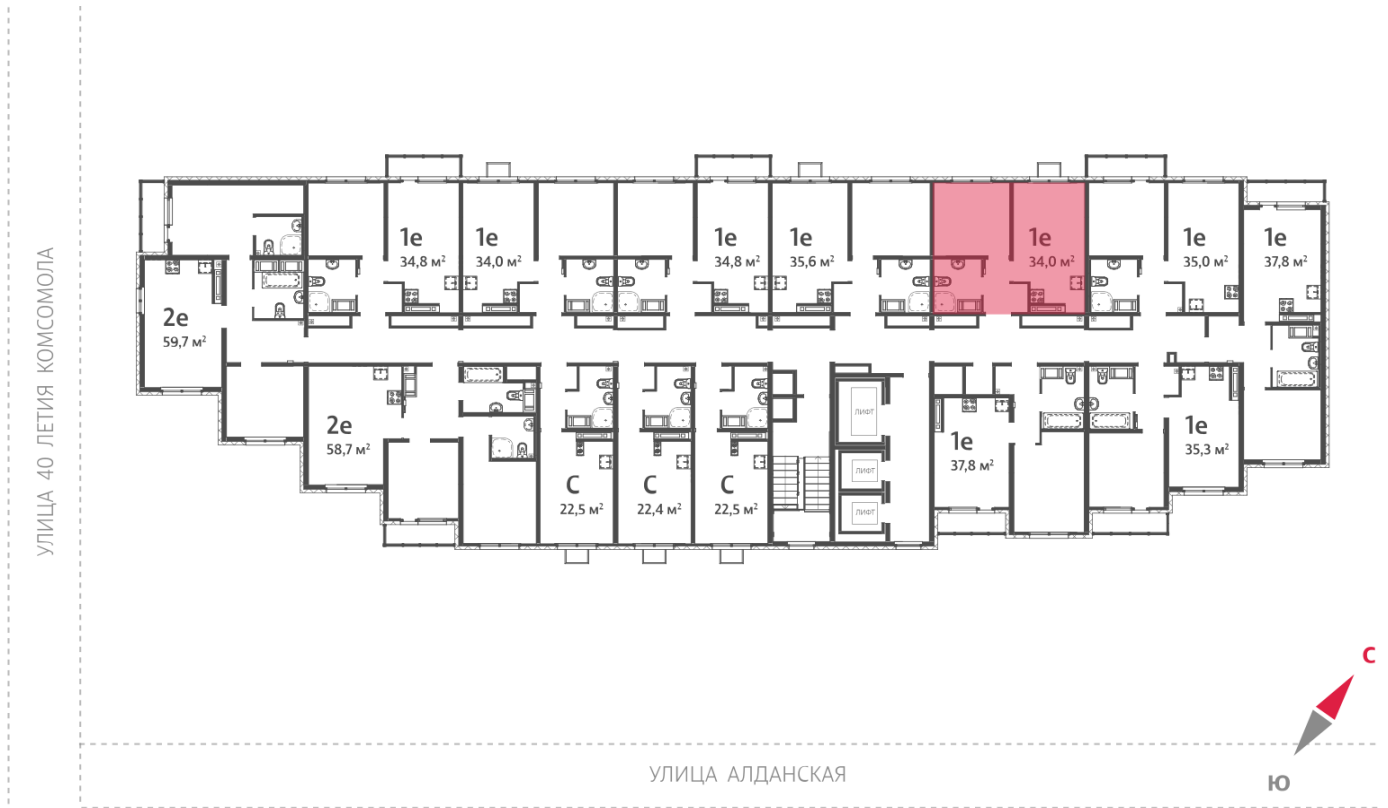 УЛИЦА 40 ЛЕТИЯ КОМСОМОЛА
1е
34,8 м²
1е
34,0 м²
1е
34,8 м²
1е
35,6 м²
1е
34,0 м²
1е
35,0 м²
1е
37,8 м²
2е
59,7 м²
2е
58,7 м²
С
22,5 м²
С
22,4 м²
С
22,5 м²
ЛИФТ
ЛИФТ
ЛИФТ
1е
37,8 м²
1е
35,3 м²
С
Ю
УЛИЦА АЛДАНСКАЯ